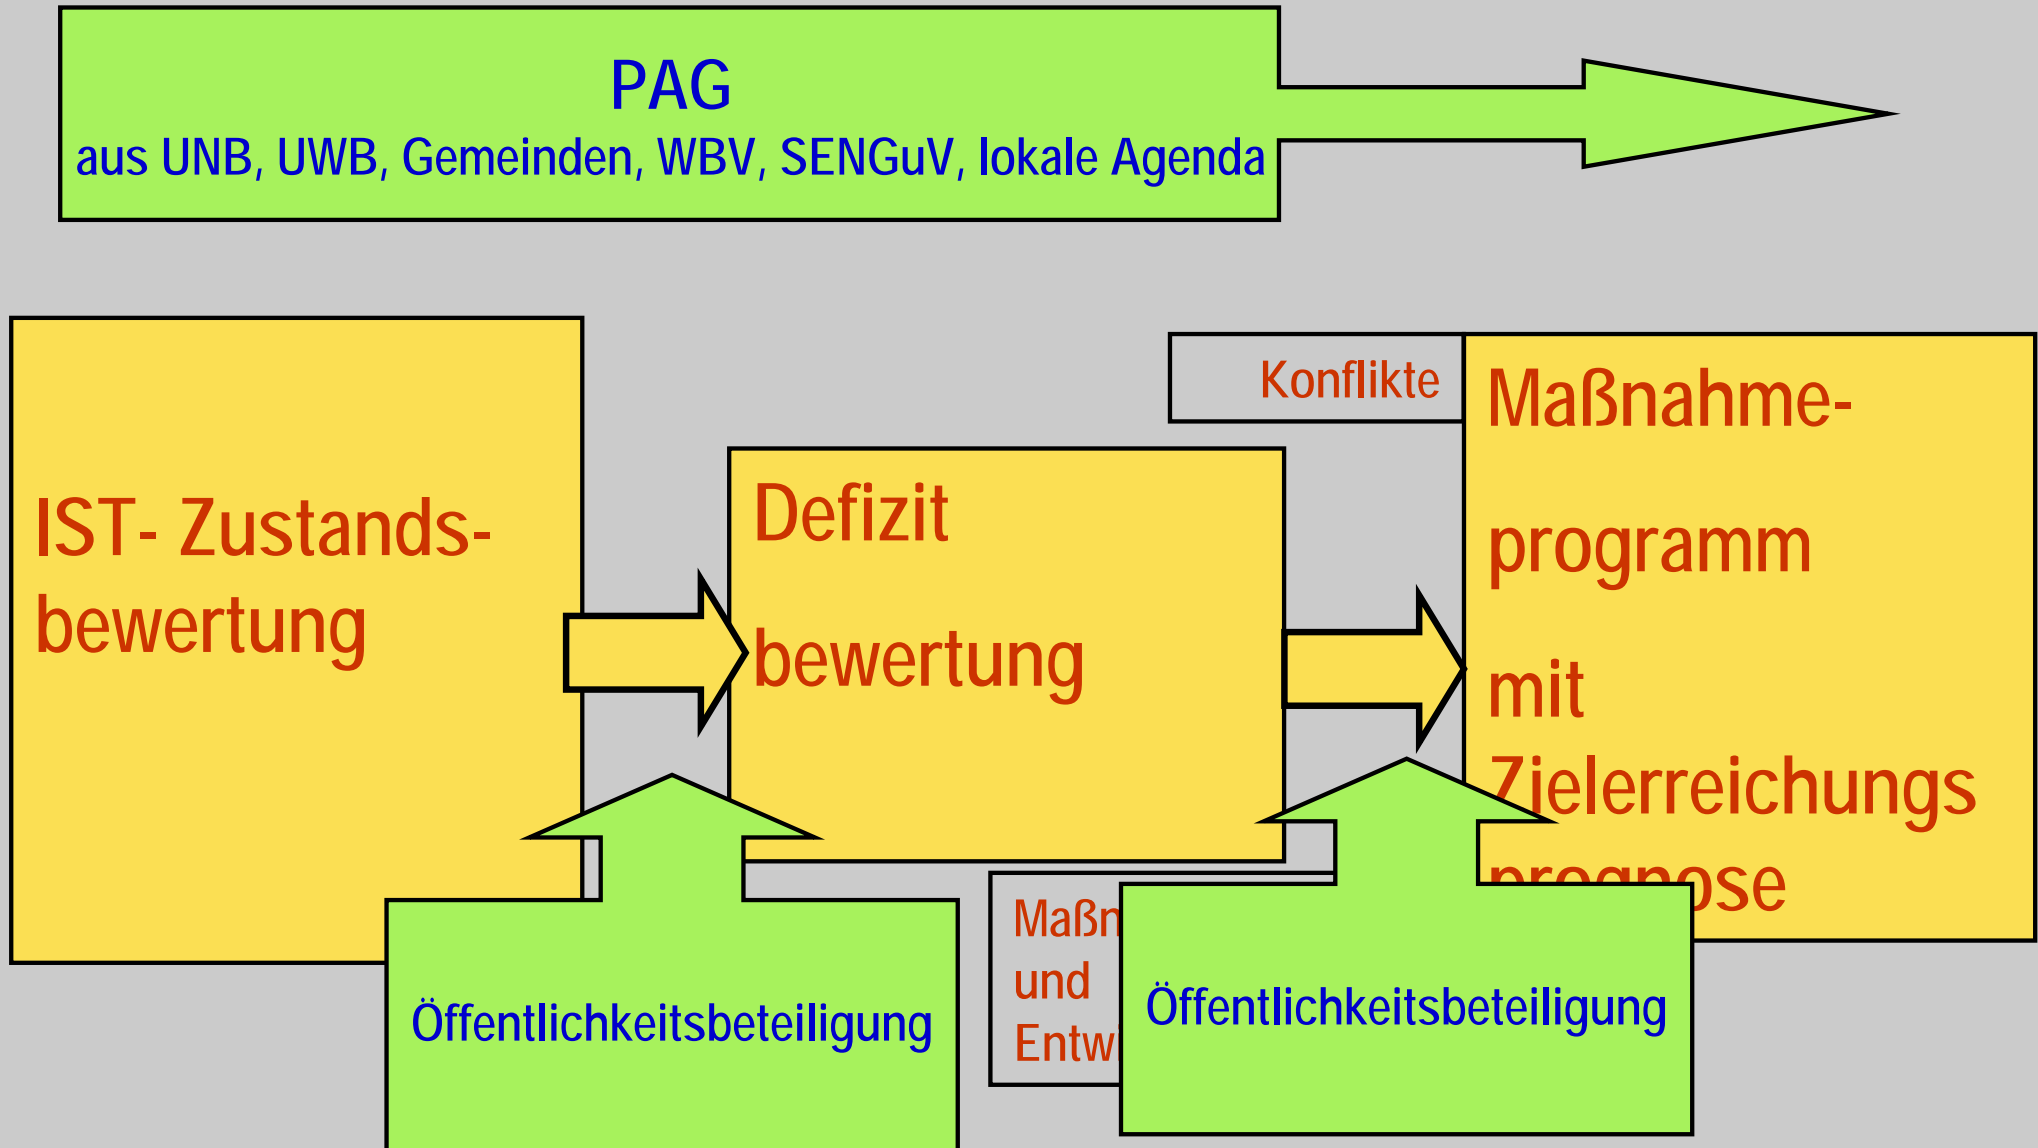 PAG
aus UNB, UWB, Gemeinden, WBV, SENGuV, lokale Agenda
IST- Zustands-
bewertung
Defizit
bewertung
Konflikte
Maßnahme-
programm
mit
Zielerreichungs
prognose
und
Öffentlichkeitsbeteiligung
Öffentlichkeitsbeteiligung